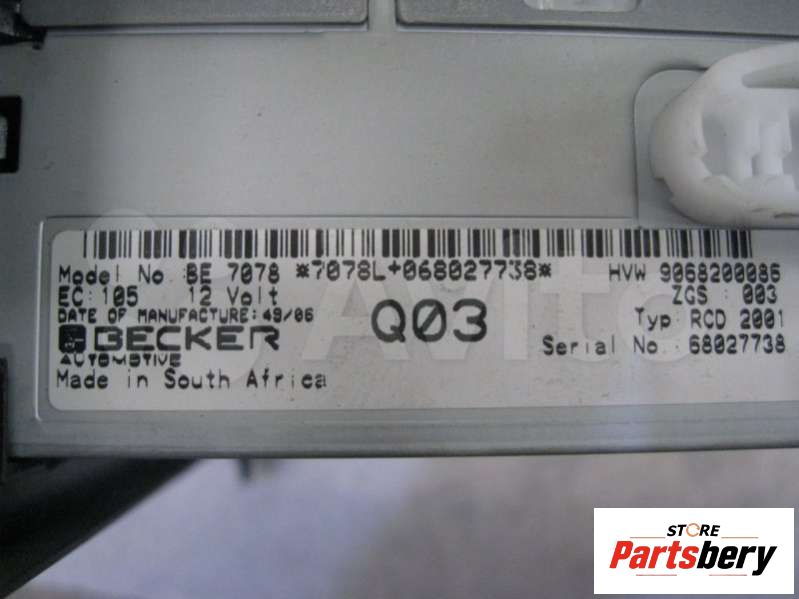 Model No. BE 7078 *7078L+068027738* HVW 9068200086
EC: 105 12 Volt ZGS : 003
DATE OF MANUFACTURE: 49/06 Q03 Typ RCD 2001
BECKER Serial No. 68027738
AUTOMOTIVE
Made in South Africa
Avito
STORE
Partsbery